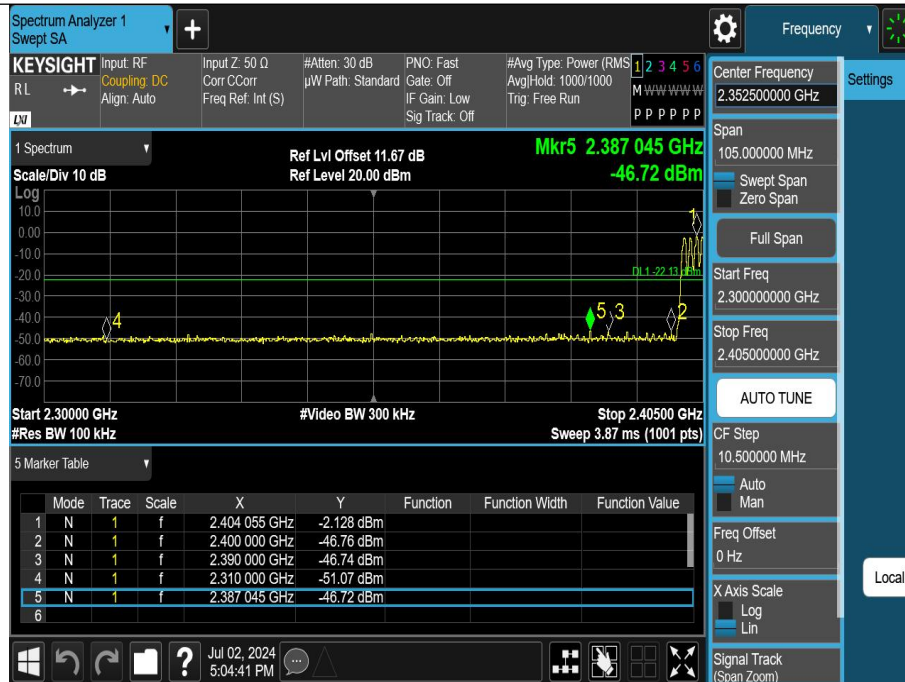 Spectrum Analyzer 1
Swept SA
+
Frequency
KEYSIGHT
RL
LXI
Input: RF
Coupling: DC
Align: Auto
Input Z: 50 Ω
Corr CCorr
Freq Ref: Int (S)
#Atten: 30 dB
µW Path: Standard
PNO: Fast
Gate: Off
IF Gain: Low
Sig Track: Off
#Avg Type: Power (RMS
Avg|Hold: 1000/1000
Trig: Free Run
1 2 3 4 5 6
M W W W W W
P P P P P P
1 Spectrum
Scale/Div 10 dB
Ref Lvl Offset 11.67 dB
Ref Level 20.00 dBm
Mkr5 2.387 045 GHz
-46.72 dBm
Log
10.0
0.00
-10.0
-20.0
-30.0
-40.0
-50.0
-60.0
-70.0
1
DL1 -22.13 dBm
4
5
3
2
Start 2.30000 GHz
#Video BW 300 kHz
Stop 2.40500 GHz
#Res BW 100 kHz
Sweep 3.87 ms (1001 pts)
5 Marker Table
Mode Trace Scale X Y Function Function Width Function Value
1 N 1 f 2.404 055 GHz -2.128 dBm
2 N 1 f 2.400 000 GHz -46.76 dBm
3 N 1 f 2.390 000 GHz -46.74 dBm
4 N 1 f 2.310 000 GHz -51.07 dBm
5 N 1 f 2.387 045 GHz -46.72 dBm
6
?
Jul 02, 2024
5:04:41 PM
Center Frequency
2.352500000 GHz
Settings
Span
105.000000 MHz
Swept Span
Zero Span
Full Span
Start Freq
2.300000000 GHz
Stop Freq
2.405000000 GHz
AUTO TUNE
CF Step
10.500000 MHz
Auto
Man
Freq Offset
0 Hz
Local
X Axis Scale
Log
Lin
Signal Track
(Span Zoom)